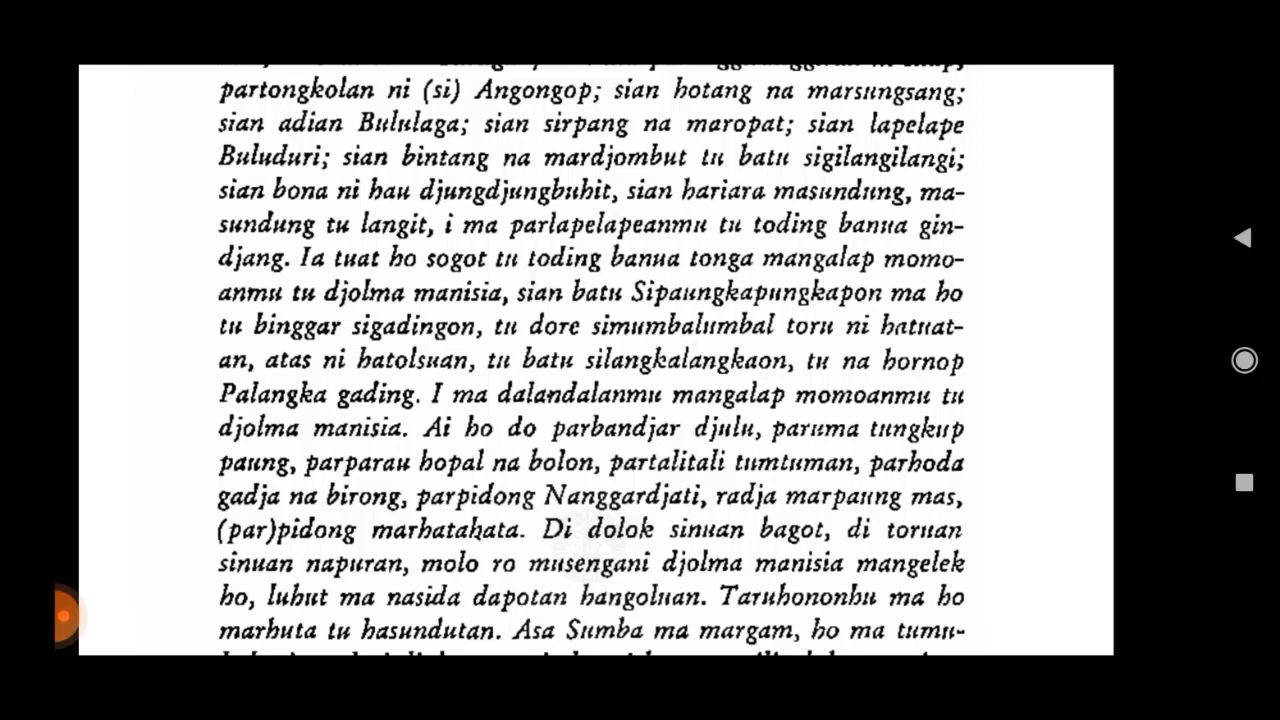 partongkolan ni (si) Angongop; sian hotang na marsungsang;
sian adian Bululaga; sian sirpang na maropat; sian lapelape
Buluduri; sian bintang na mardjombut tu batu sigilangilangi;
sian bona ni hau djungdjungbuhit, sian hariara masundung, ma-
sundung tu langit, i ma parlapelapeanmu tu toding banua gin-
djang. Ia tuat ho sogot tu toding banua tonga mangalap momo-
anmu tu djolma manisia, sian batu Sipaungkapungkapon ma ho
tu binggar sigadingon, tu dore simumbalumbal toru ni hatuat-
an, atas ni hatolsuan, tu batu silangkalangkaon, tu na hornop
Palangka gading. I ma dalandalanmu mangalap momoanmu tu
djolma manisia. Ai ho do parbandjar djulu, paruma tungkup
paung, parparau hopal na bolon, partalitali tumtuman, parhoda
gadja na birong, parpidong Nanggardjati, radja marpaung mas,
(par)pidong marhatahata. Di dolok sinuan bagot, di toruan
sinuan napuran, molo ro musengani djolma manisia mangelek
ho, luhut ma nasida dapotan hangoluan. Taruhononhu ma ho
marhuta tu hasundutan. Asa Sumba ma margam, ho ma tumu-